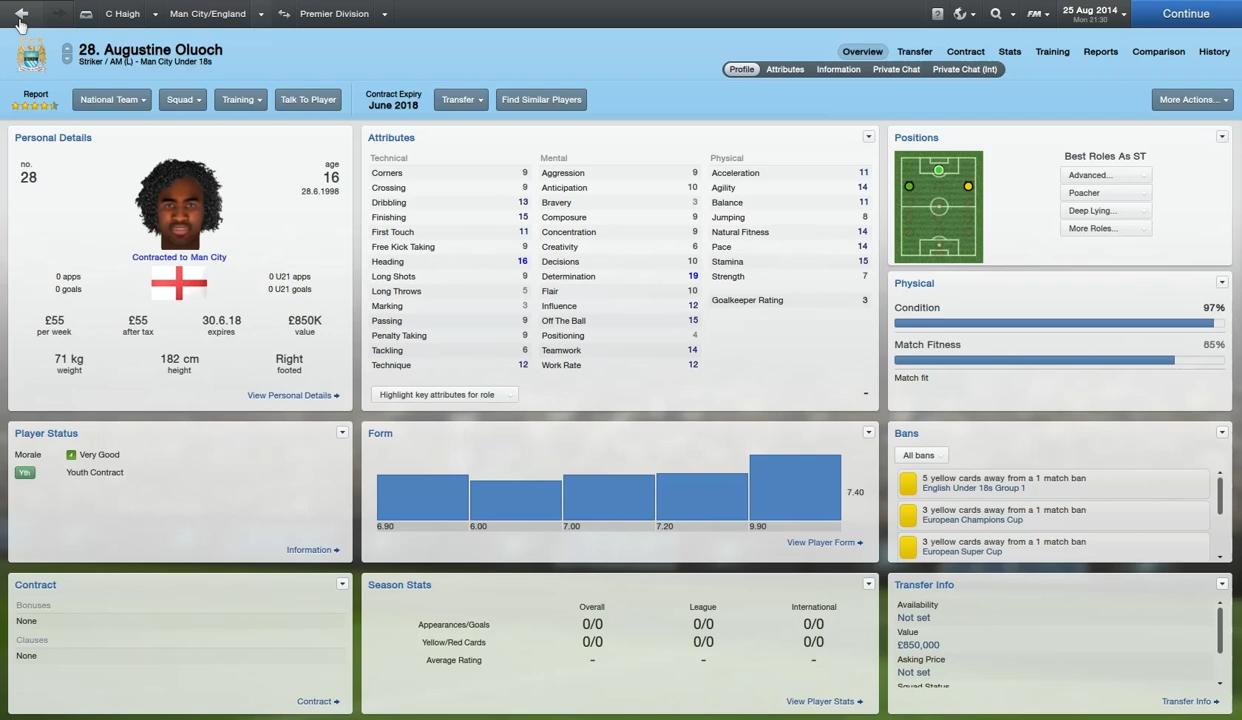 C Haigh Man City/England Premier Division FM 25 Aug 2014 Continue
Mon 21:30
28. Augustine Oluoch
Striker / AM (L) - Man City Under 18s
Overview Transfer Contract Stats Training Reports Comparison History
Profile Attributes Information Private Chat Private Chat (Int)
Report National Team Squad Training Talk To Player Contract Expiry June 2018 Transfer Find Similar Players More Actions...
Personal Details
no. 28
age 16
28.6.1998
Contracted to Man City
0 apps 0 U21 apps
0 goals 0 U21 goals
£55 £55 30.6.18 £850K
per week after tax expires value
71 kg 182 cm Right
weight height footed
View Personal Details
Attributes
Technical Mental Physical
Corners 9 Aggression 9 Acceleration 11
Crossing 9 Anticipation 10 Agility 14
Dribbling 13 Bravery 3 Balance 11
Finishing 15 Composure 9 Jumping 8
First Touch 11 Concentration 9 Natural Fitness 14
Free Kick Taking 9 Creativity 6 Pace 14
Heading 16 Decisions 10 Stamina 15
Long Shots 9 Determination 19 Strength 7
Long Throws 5 Flair 10
Goalkeeper Rating 3
Marking 3 Influence 12
Passing 9 Off The Ball 15
Penalty Taking 9 Positioning 4
Tackling 6 Teamwork 14
Technique 12 Work Rate 12
Highlight key attributes for role -
Positions
Best Roles As ST
Advanced...
Poacher
Deep Lying...
More Roles...
Physical
Condition 97%
Match Fitness 85%
Match fit
Player Status
Morale Very Good
Yth Youth Contract
Information
Form
7.40
6.90 6.00 7.00 7.20 9.90
View Player Form
Bans
All bans
5 yellow cards away from a 1 match ban
English Under 18s Group 1
3 yellow cards away from a 1 match ban
European Champions Cup
3 yellow cards away from a 1 match ban
European Super Cup
Contract
Bonuses
None
Clauses
None
Contract
Season Stats
Overall League International
Appearances/Goals 0/0 0/0 0/0
Yellow/Red Cards 0/0 0/0 0/0
Average Rating - - -
View Player Stats
Transfer Info
Availability
Not set
Value
£850,000
Asking Price
Not set
Squad Status
Transfer Info